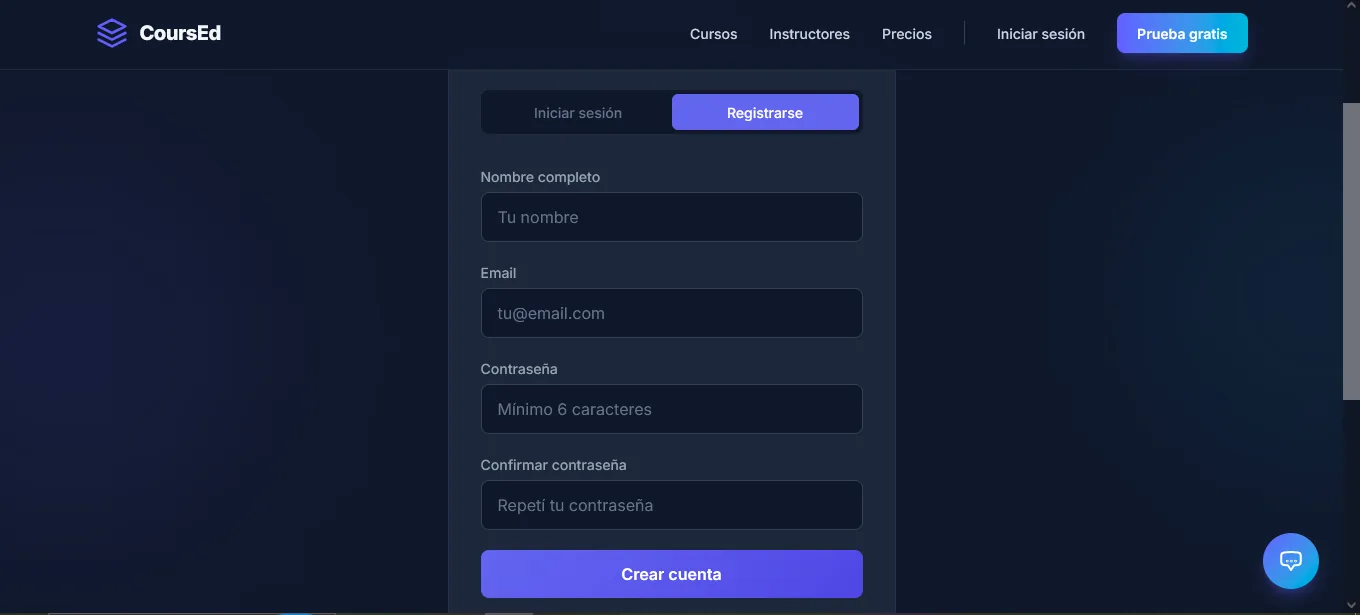 CoursEd
Cursos
Instructores
Precios
Iniciar sesión
Prueba gratis
Iniciar sesión
Registrarse
Nombre completo
Tu nombre
Email
tu@email.com
Contraseña
Mínimo 6 caracteres
Confirmar contraseña
Repetí tu contraseña
Crear cuenta